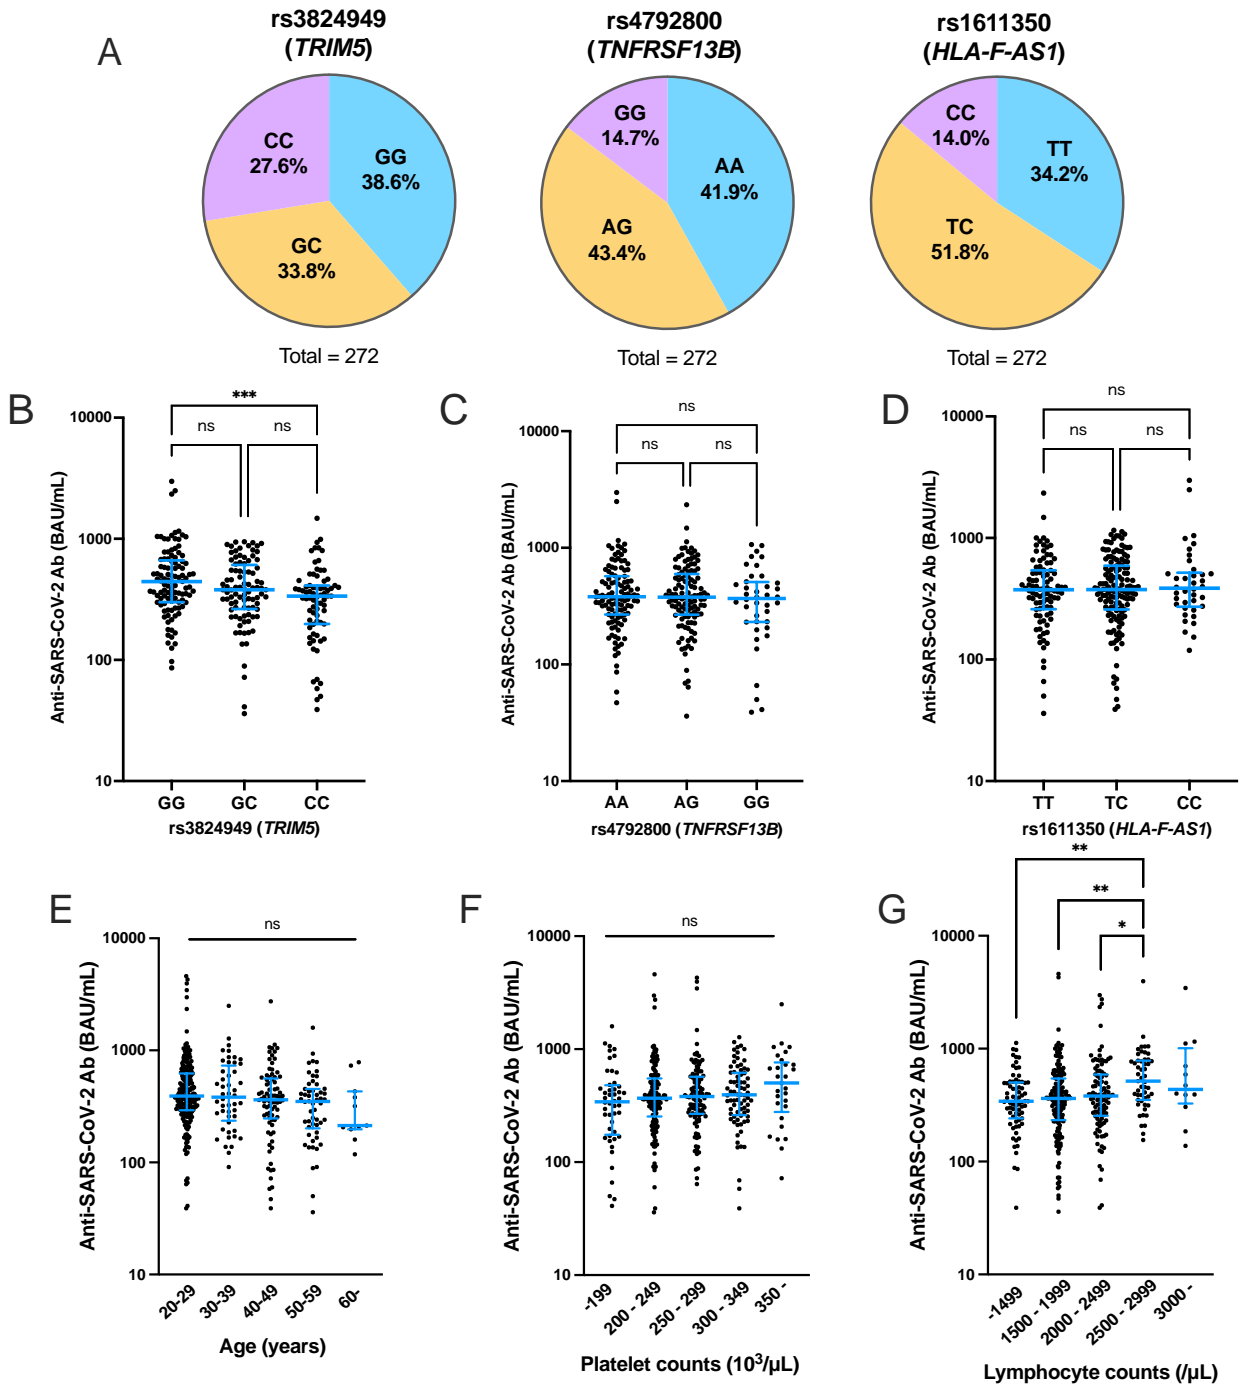 A
rs3824949
(TRIM5)
CC
27.6%
GG
38.6%
GC
33.8%
Total = 272
rs4792800
(TNFRSF13B)
GG
14.7%
AA
41.9%
AG
43.4%
Total = 272
rs1611350
(HLA-F-AS1)
CC
14.0%
TT
34.2%
TC
51.8%
Total = 272
B
Anti-SARS-CoV-2 Ab (BAU/mL)
10000
1000
100
10
***
ns
ns
GG
GC
CC
rs3824949 (TRIM5)
C
Anti-SARS-CoV-2 Ab (BAU/mL)
10000
1000
100
10
ns
ns
ns
AA
AG
GG
rs4792800 (TNFRSF13B)
D
Anti-SARS-CoV-2 Ab (BAU/mL)
10000
1000
100
10
ns
ns
ns
TT
TC
CC
rs1611350 (HLA-F-AS1)
E
Anti-SARS-CoV-2 Ab (BAU/mL)
10000
1000
100
10
ns
20-29
30-39
40-49
50-59
60-
Age (years)
F
Anti-SARS-CoV-2 Ab (BAU/mL)
10000
1000
100
10
ns
-199
200 - 249
250 - 299
300 - 349
350 -
Platelet counts (10³/μL)
G
Anti-SARS-CoV-2 Ab (BAU/mL)
10000
1000
100
10
**
**
*
-1499
1500 - 1999
2000 - 2499
2500 - 2999
3000 -
Lymphocyte counts (/μL)